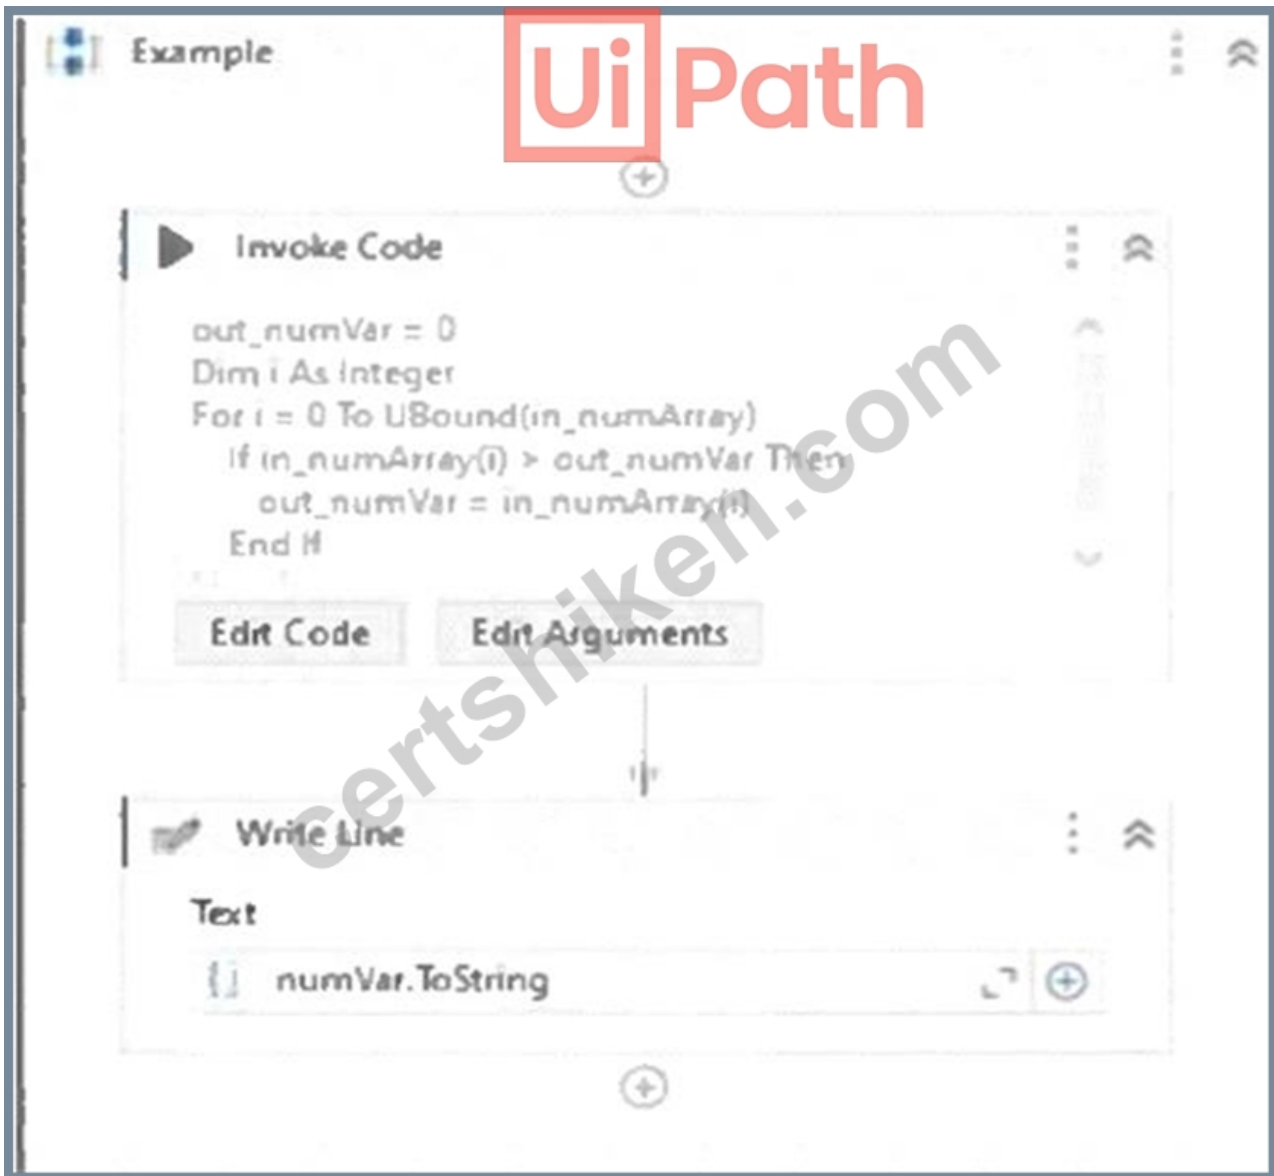 Example
UiPath
Invoke Code
out_numVar = 0
Dim i As Integer
For i = 0 To UBound(in_numArray)
If in_numArray(i) > out_numVar Then
out_numVar = in_numArray(i)
End If
Edit Code Edit Arguments
certshiken.com
Write Line
Text
numVar.ToString